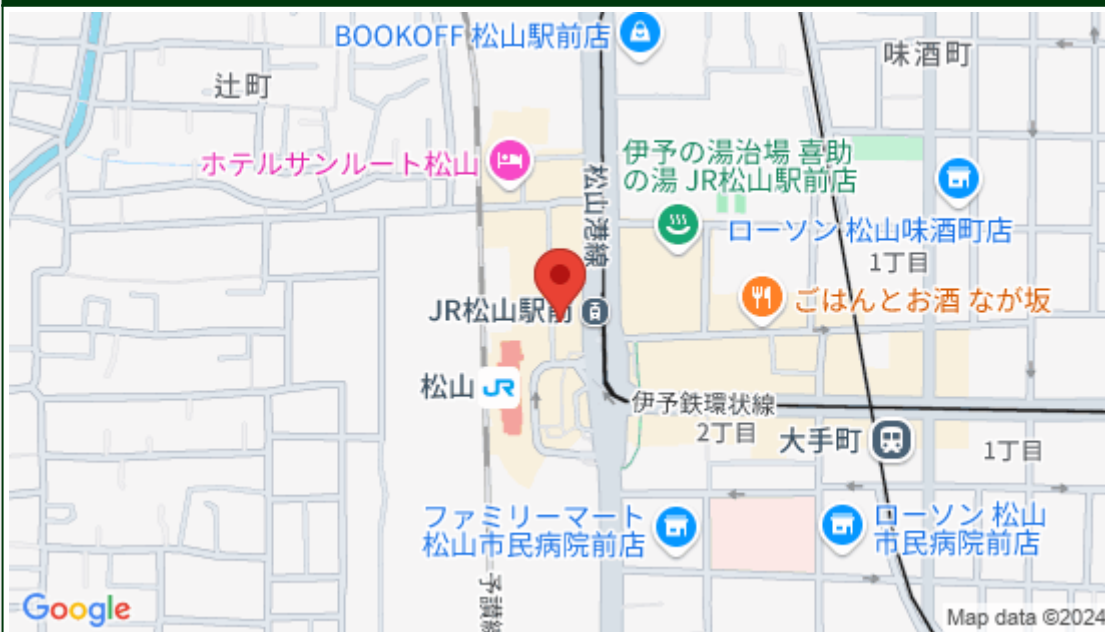 BOOKOFF 松山駅前店
味酒町
辻町
ホテルサンルート松山
伊予の湯治場 喜助
の湯 JR松山駅前店
松山港線
ローソン 松山味酒町店
1丁目
ごはんとお酒 なが坂
JR松山駅前
松山 JR
伊予鉄環状線
2丁目
大手町
1丁目
ファミリーマート
松山市民病院前店
ローソン 松山
市民病院前店
予讃線
Google
Map data ©2024